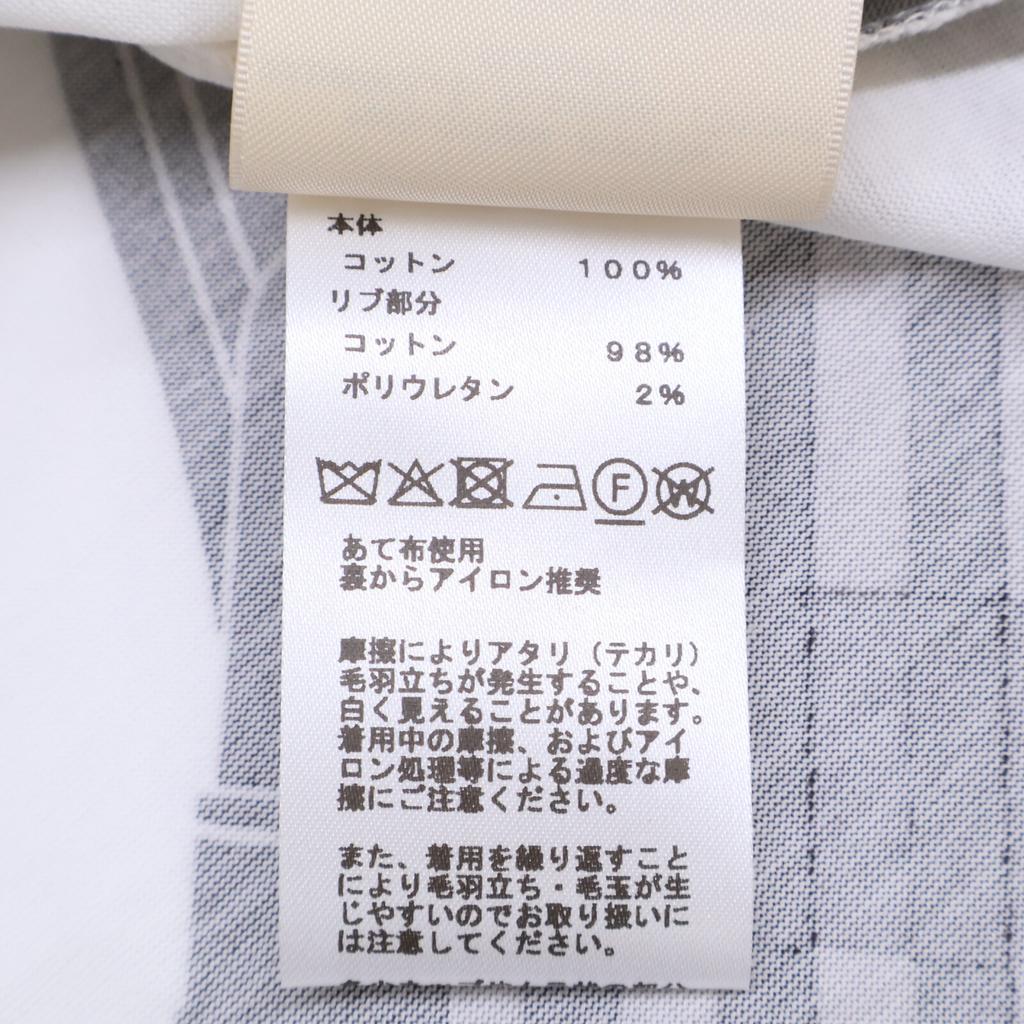 本体
コットン 100%
リブ部分
コットン 98%
ポリウレタン 2%
F W
あて布使用
裏からアイロン推奨
摩擦によりアタリ（テカリ）
毛羽立ちが発生することや、
白く見えることがあります。
着用中の摩擦、およびアイ
ロン処理等による過度な摩
擦にご注意ください。
また、着用を繰り返すこと
により毛羽立ち・毛玉が生
じやすいのでお取り扱いに
は注意してください。